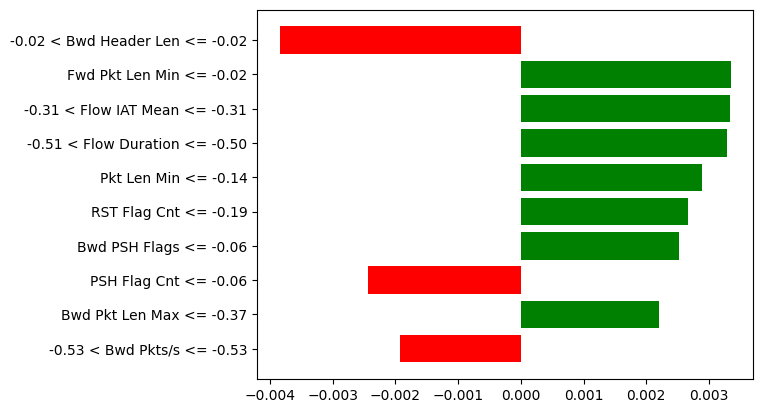 -0.02 < Bwd Header Len <= -0.02
Fwd Pkt Len Min <= -0.02
-0.31 < Flow IAT Mean <= -0.31
-0.51 < Flow Duration <= -0.50
Pkt Len Min <= -0.14
RST Flag Cnt <= -0.19
Bwd PSH Flags <= -0.06
PSH Flag Cnt <= -0.06
Bwd Pkt Len Max <= -0.37
-0.53 < Bwd Pkts/s <= -0.53
−0.004 −0.003 −0.002 −0.001 0.000 0.001 0.002 0.003